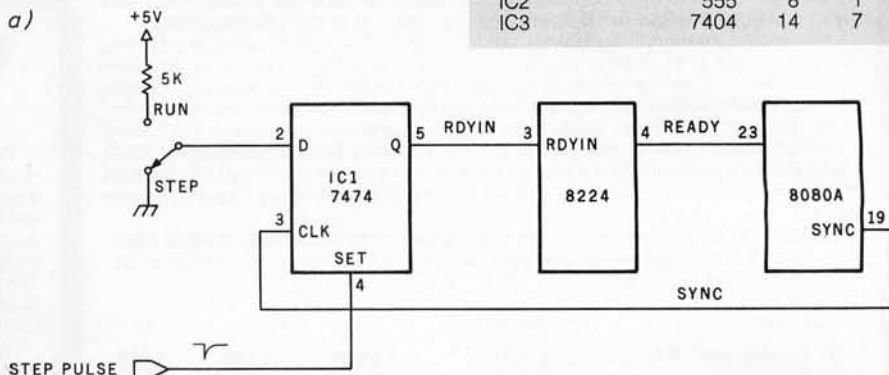 a)
IC2 555 8 1
IC3 7404 14 7
+5V
5K
RUN
STEP
2 D Q 5 RDYIN 3 RDYIN 4 READY 23
IC1
7474
8224
8080A
3 CLK
SYNC 19
SET
4
SYNC
STEP PULSE